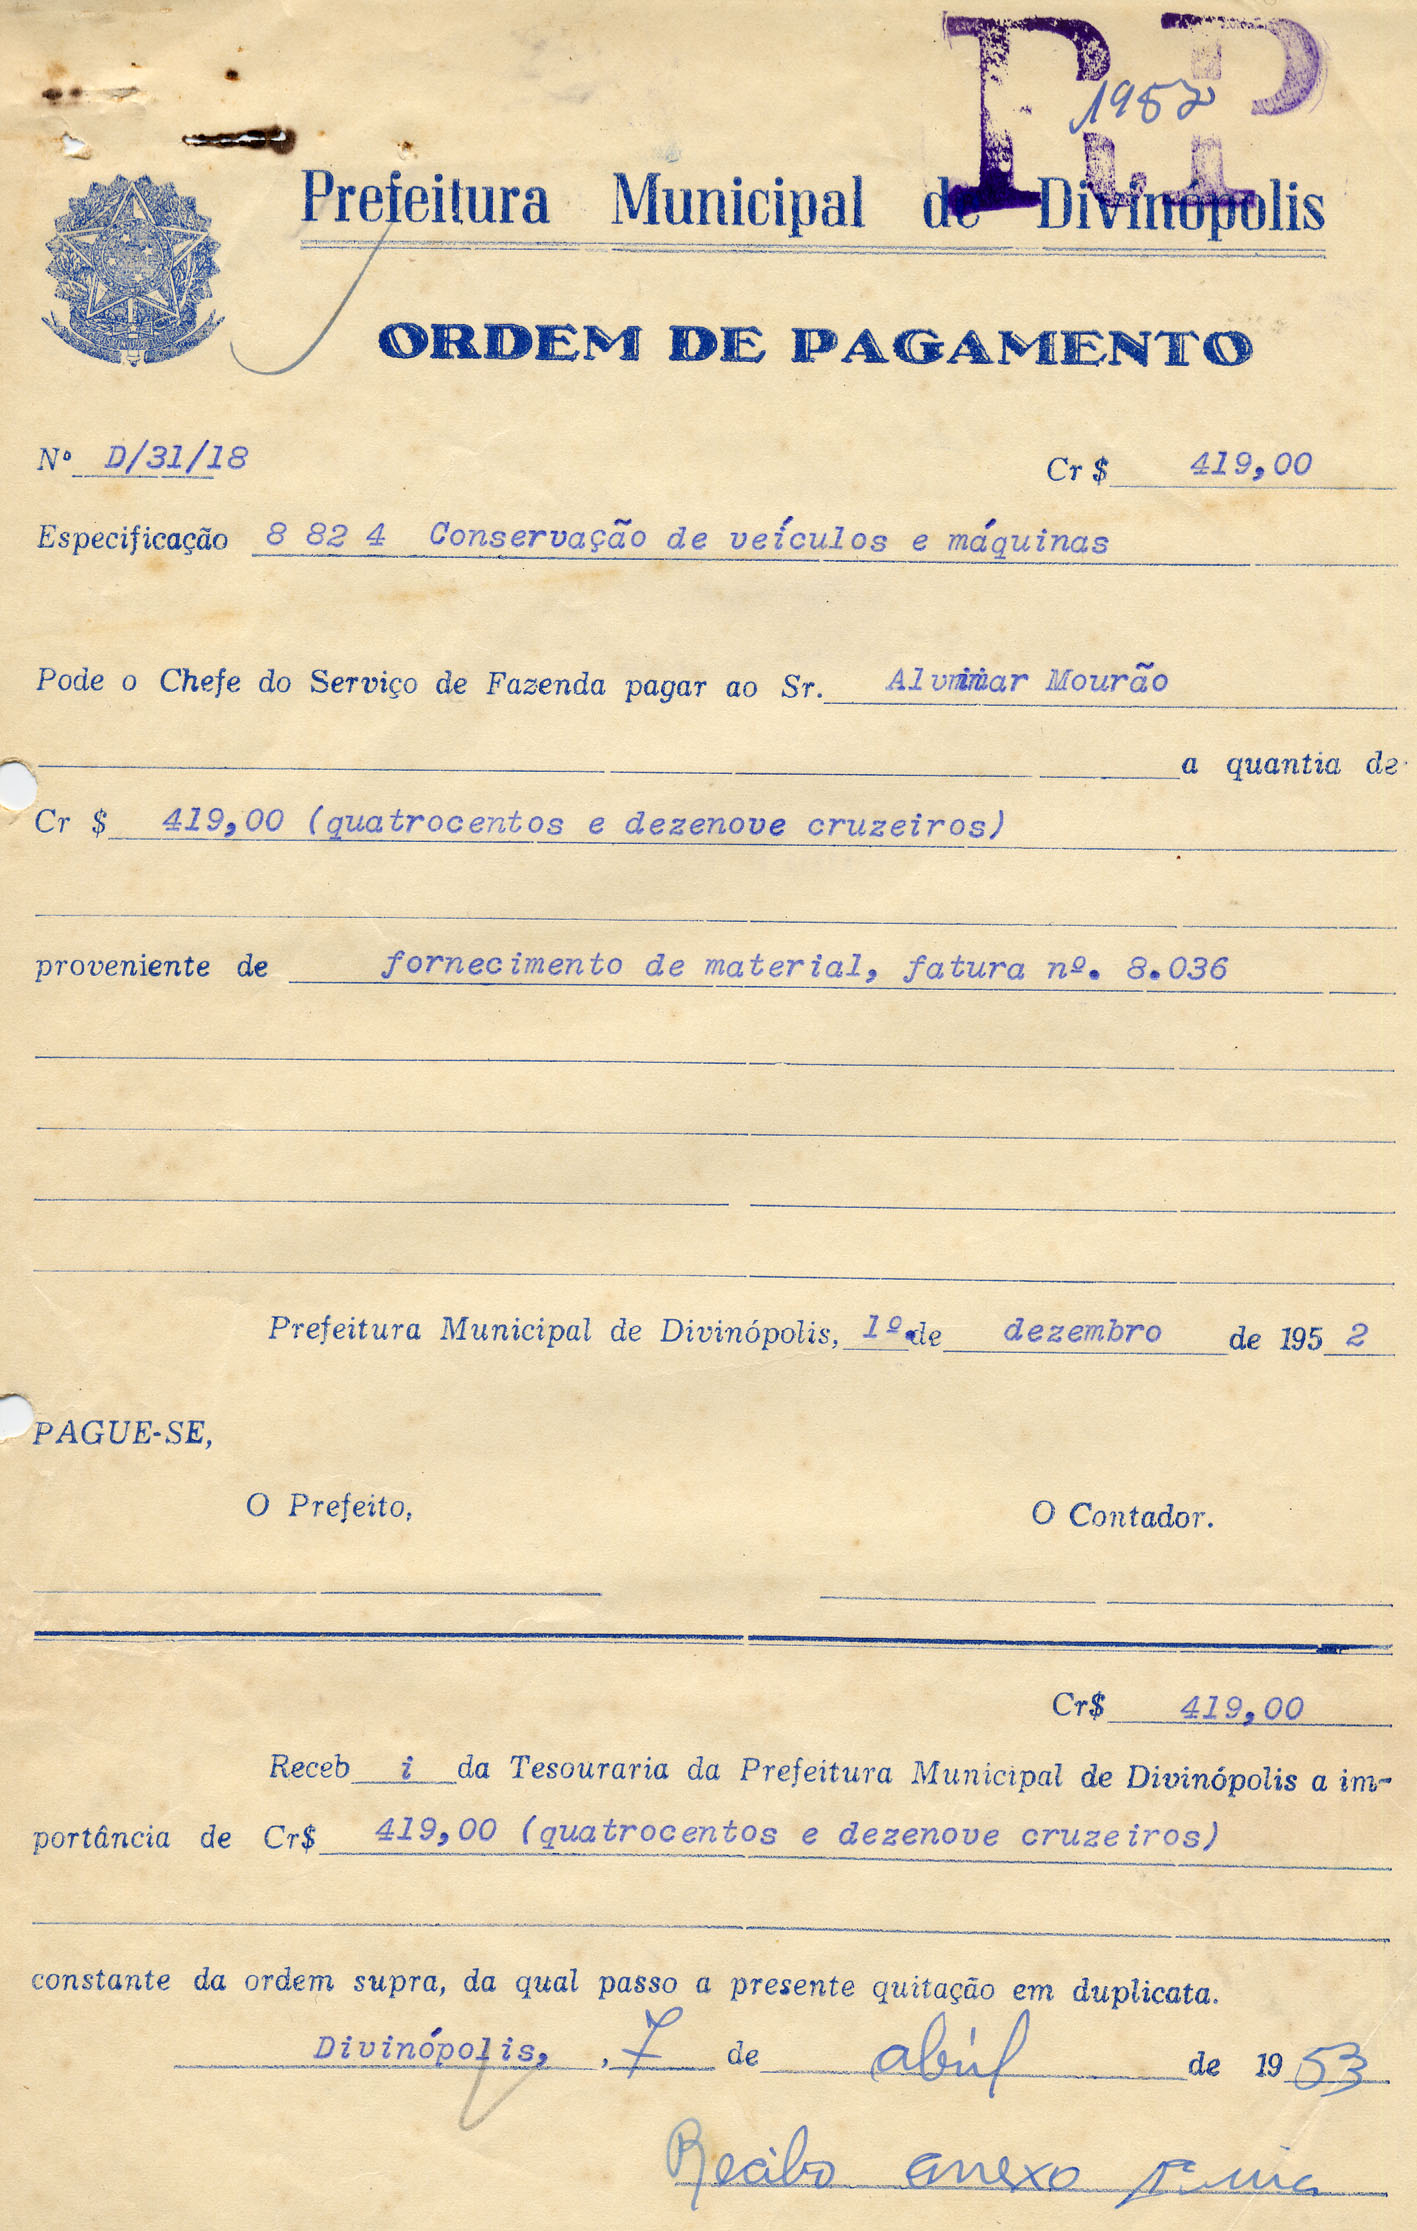 R.P
1952
Prefeitura Municipal de Divinópolis
ORDEM DE PAGAMENTO
Nº D/31/18 Cr $ 419,00
Especificação 8 82 4 Conservação de veículos e máquinas
Pode o Chefe do Serviço de Fazenda pagar ao Sr. Alvimar Mourão
a quantia de
Cr $ 419,00 (quatrocentos e dezenove cruzeiros)
proveniente de fornecimento de material, fatura nº. 8.036
Prefeitura Municipal de Divinópolis, 1º. de dezembro de 1952
PAGUE-SE,
O Prefeito, O Contador.
Cr$ 419,00
Receb i da Tesouraria da Prefeitura Municipal de Divinópolis a im-
portância de Cr$ 419,00 (quatrocentos e dezenove cruzeiros)
constante da ordem supra, da qual passo a presente quitação em duplicata.
Divinópolis, , 7 de abril de 1953
Recibo anexo